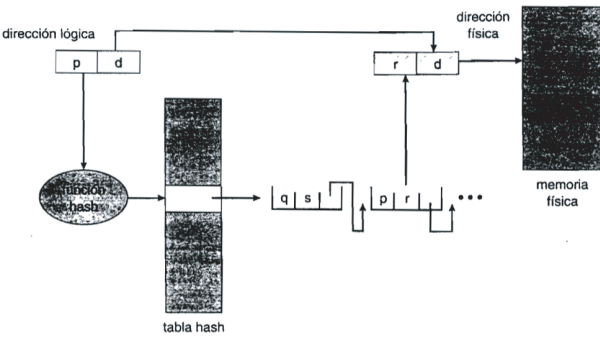 dirección lógica
p d
función
hash
tabla hash
q s
p r
...
r d
dirección
física
memoria
física